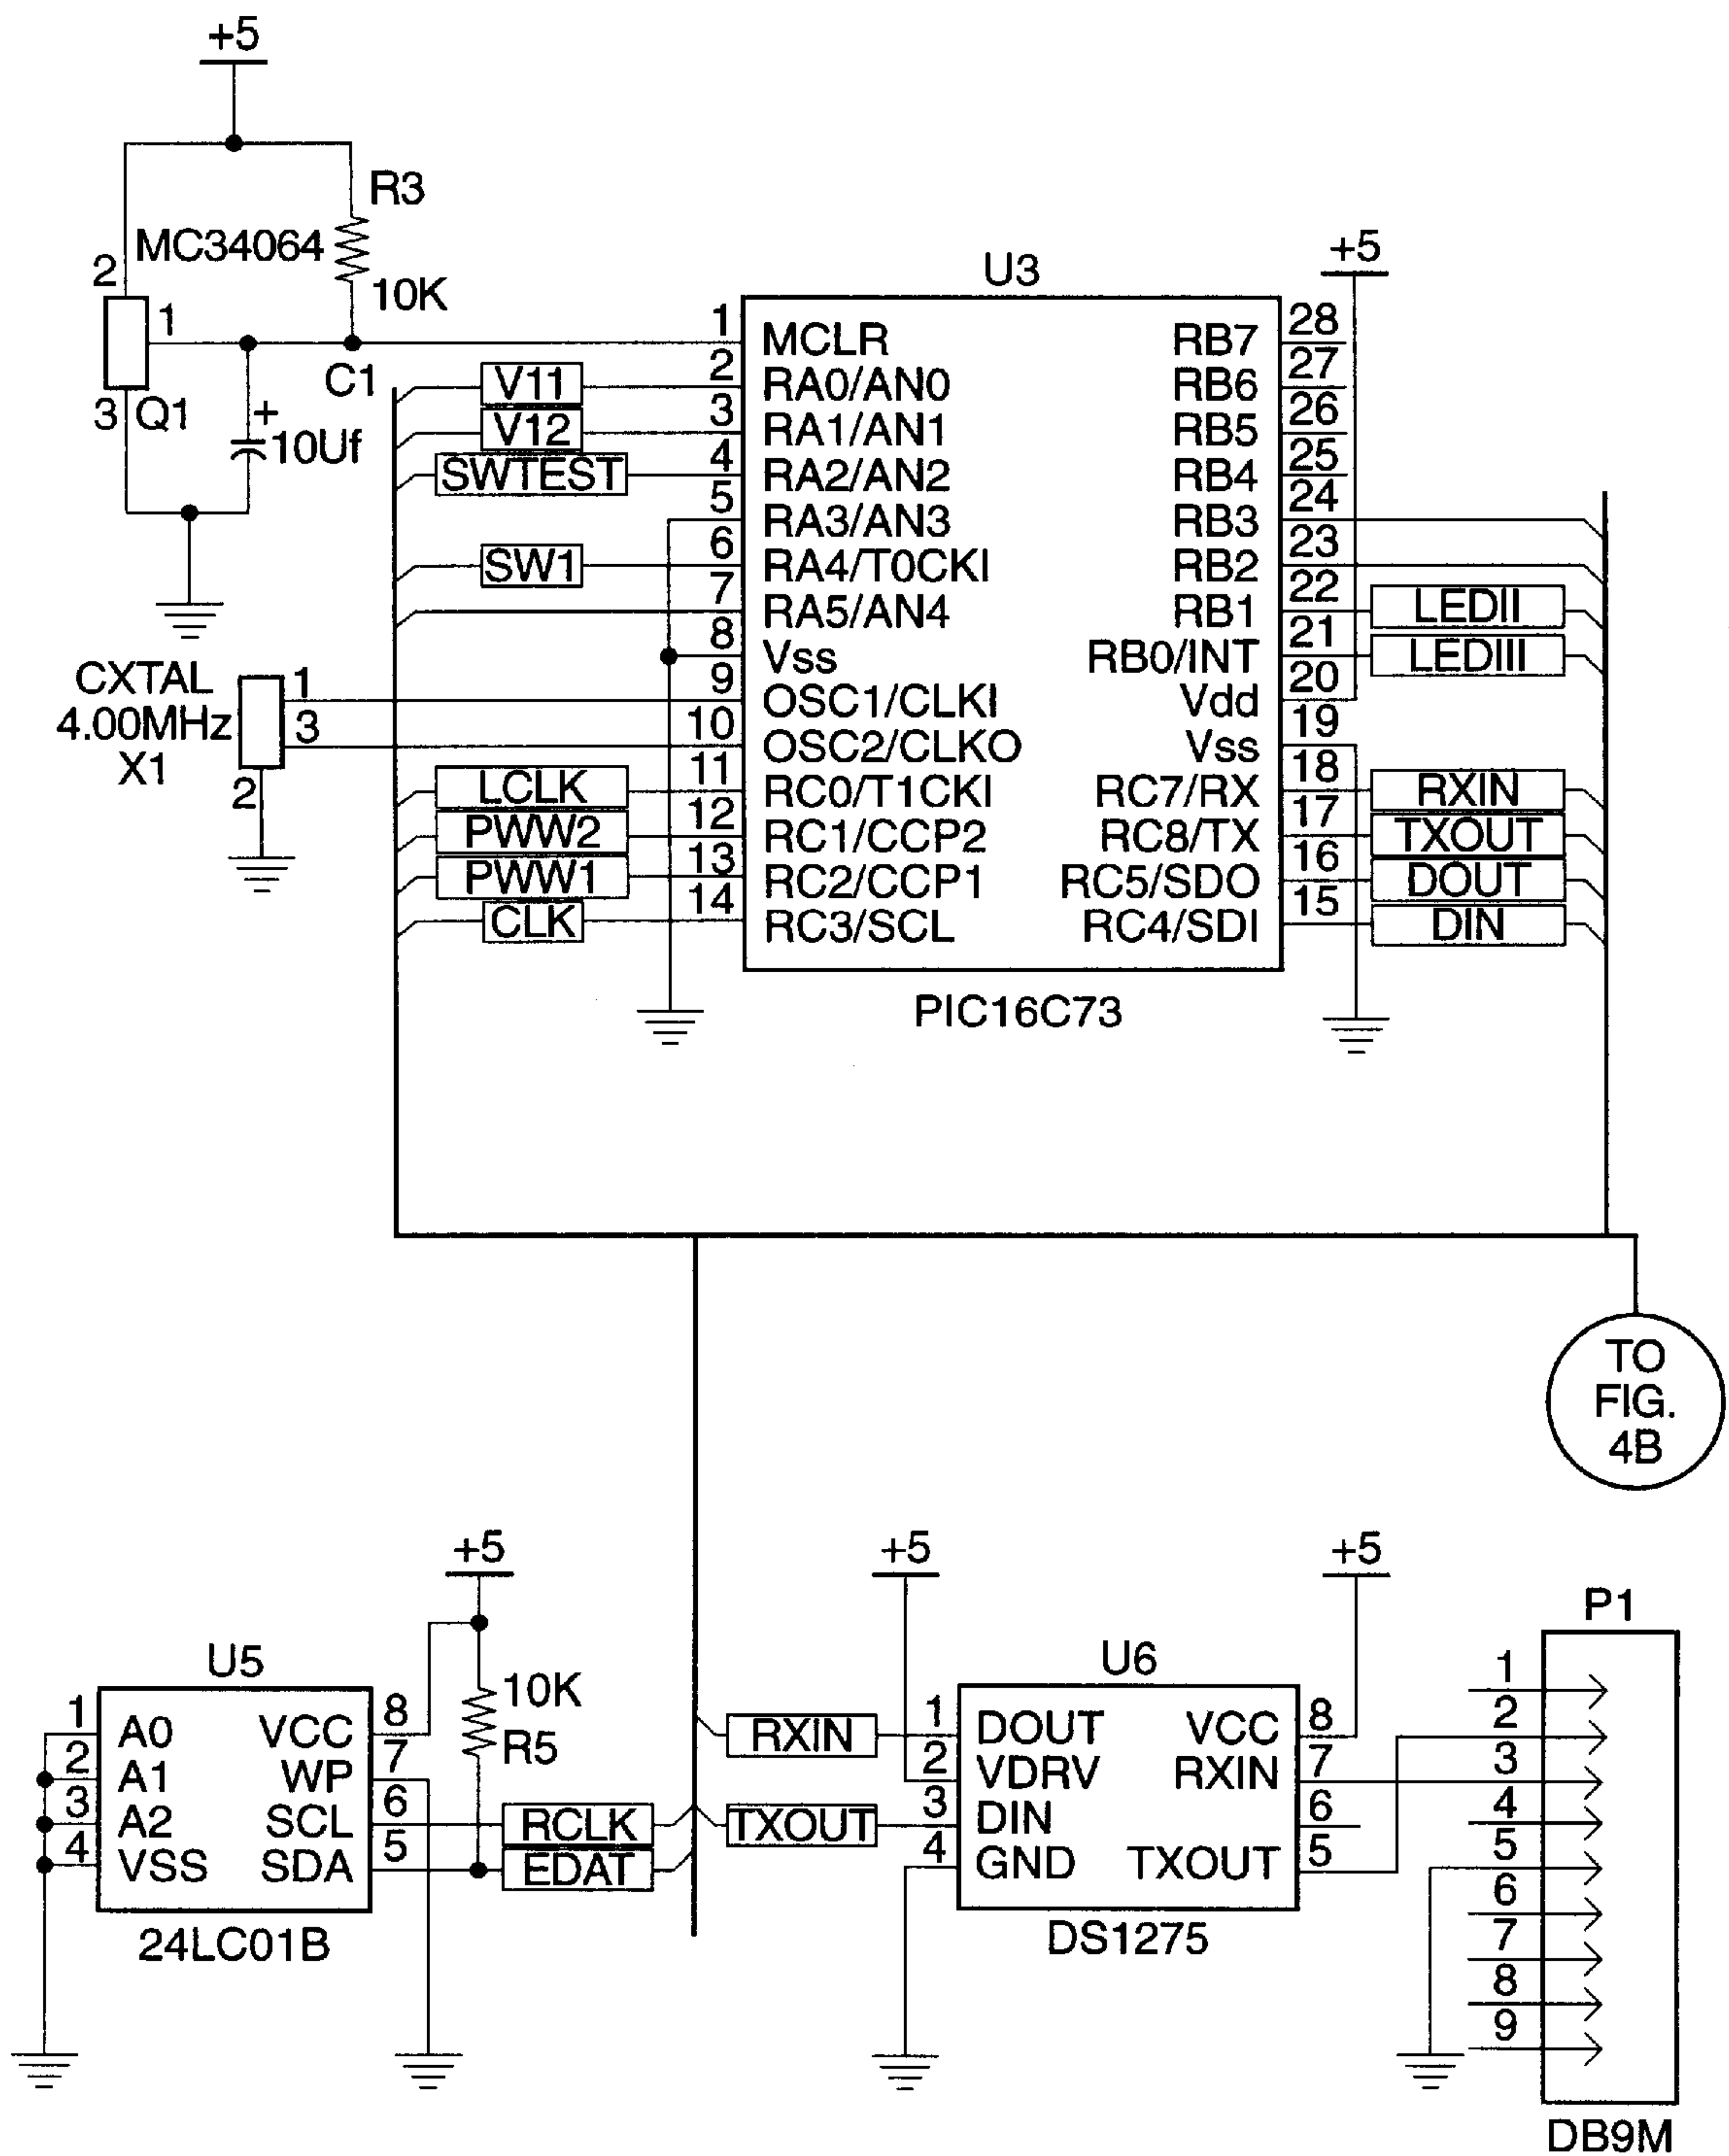 +5
R3
MC34064
10K
2
1
3 Q1
C1
+
10Uf
U3
+5
1 MCLR RB7 28
V11 2 RA0/AN0 RB6 27
V12 3 RA1/AN1 RB5 26
SWTEST 4 RA2/AN2 RB4 25
5 RA3/AN3 RB3 24
SW1 6 RA4/T0CKI RB2 23
7 RA5/AN4 RB1 22 LEDII
8 Vss RB0/INT 21 LEDIII
9 OSC1/CLKI Vdd 20
10 OSC2/CLKO Vss 19
LCLK 11 RC0/T1CKI RC7/RX 18 RXIN
PWW2 12 RC1/CCP2 RC8/TX 17 TXOUT
PWW1 13 RC2/CCP1 RC5/SDO 16 DOUT
CLK 14 RC3/SCL RC4/SDI 15 DIN
PIC16C73
CXTAL
4.00MHz
X1
1
3
2
TO
FIG.
4B
+5
U5
10K
R5
1 A0 VCC 8
2 A1 WP 7
3 A2 SCL 6 RCLK
4 VSS SDA 5 EDAT
24LC01B
+5
+5
U6
RXIN 1 DOUT VCC 8
2 VDRV RXIN 7
TXOUT 3 DIN 6
4 GND TXOUT 5
DS1275
P1
1
2
3
4
5
6
7
8
9
DB9M